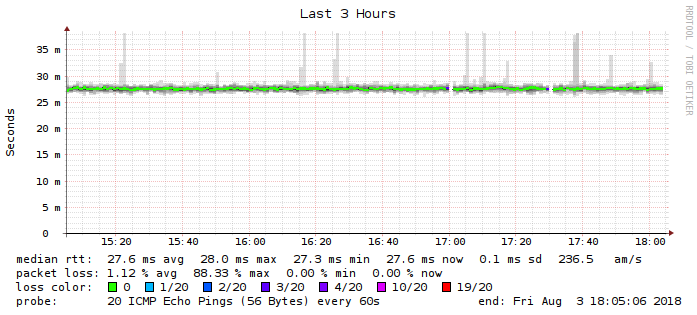 Last 3 Hours
RRDTOOL / TOBI OETIKER
Seconds
35 m
30 m
25 m
20 m
15 m
10 m
5 m
0
15:20 15:40 16:00 16:20 16:40 17:00 17:20 17:40 18:00
median rtt: 27.6 ms avg 28.0 ms max 27.3 ms min 27.6 ms now 0.1 ms sd 236.5 am/s
packet loss: 1.12 % avg 88.33 % max 0.00 % min 0.00 % now
loss color: 0 1/20 2/20 3/20 4/20 10/20 19/20
probe: 20 ICMP Echo Pings (56 Bytes) every 60s end: Fri Aug 3 18:05:06 2018